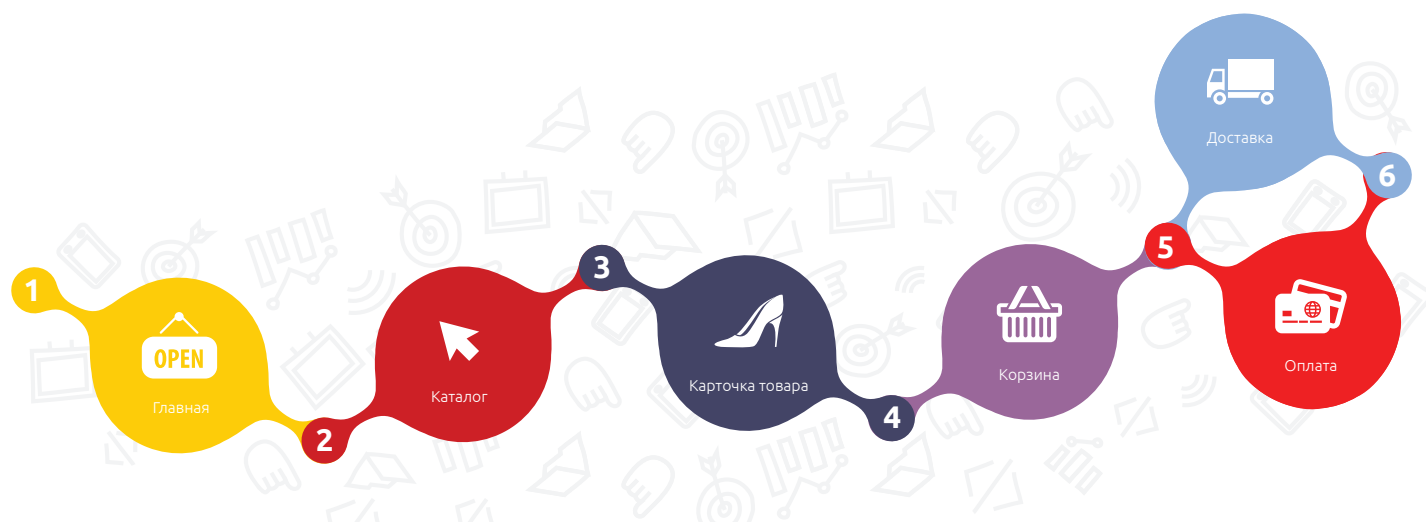 1
OPEN
Главная
2
Каталог
3
Карточка товара
4
Корзина
5
Доставка
Оплата
6